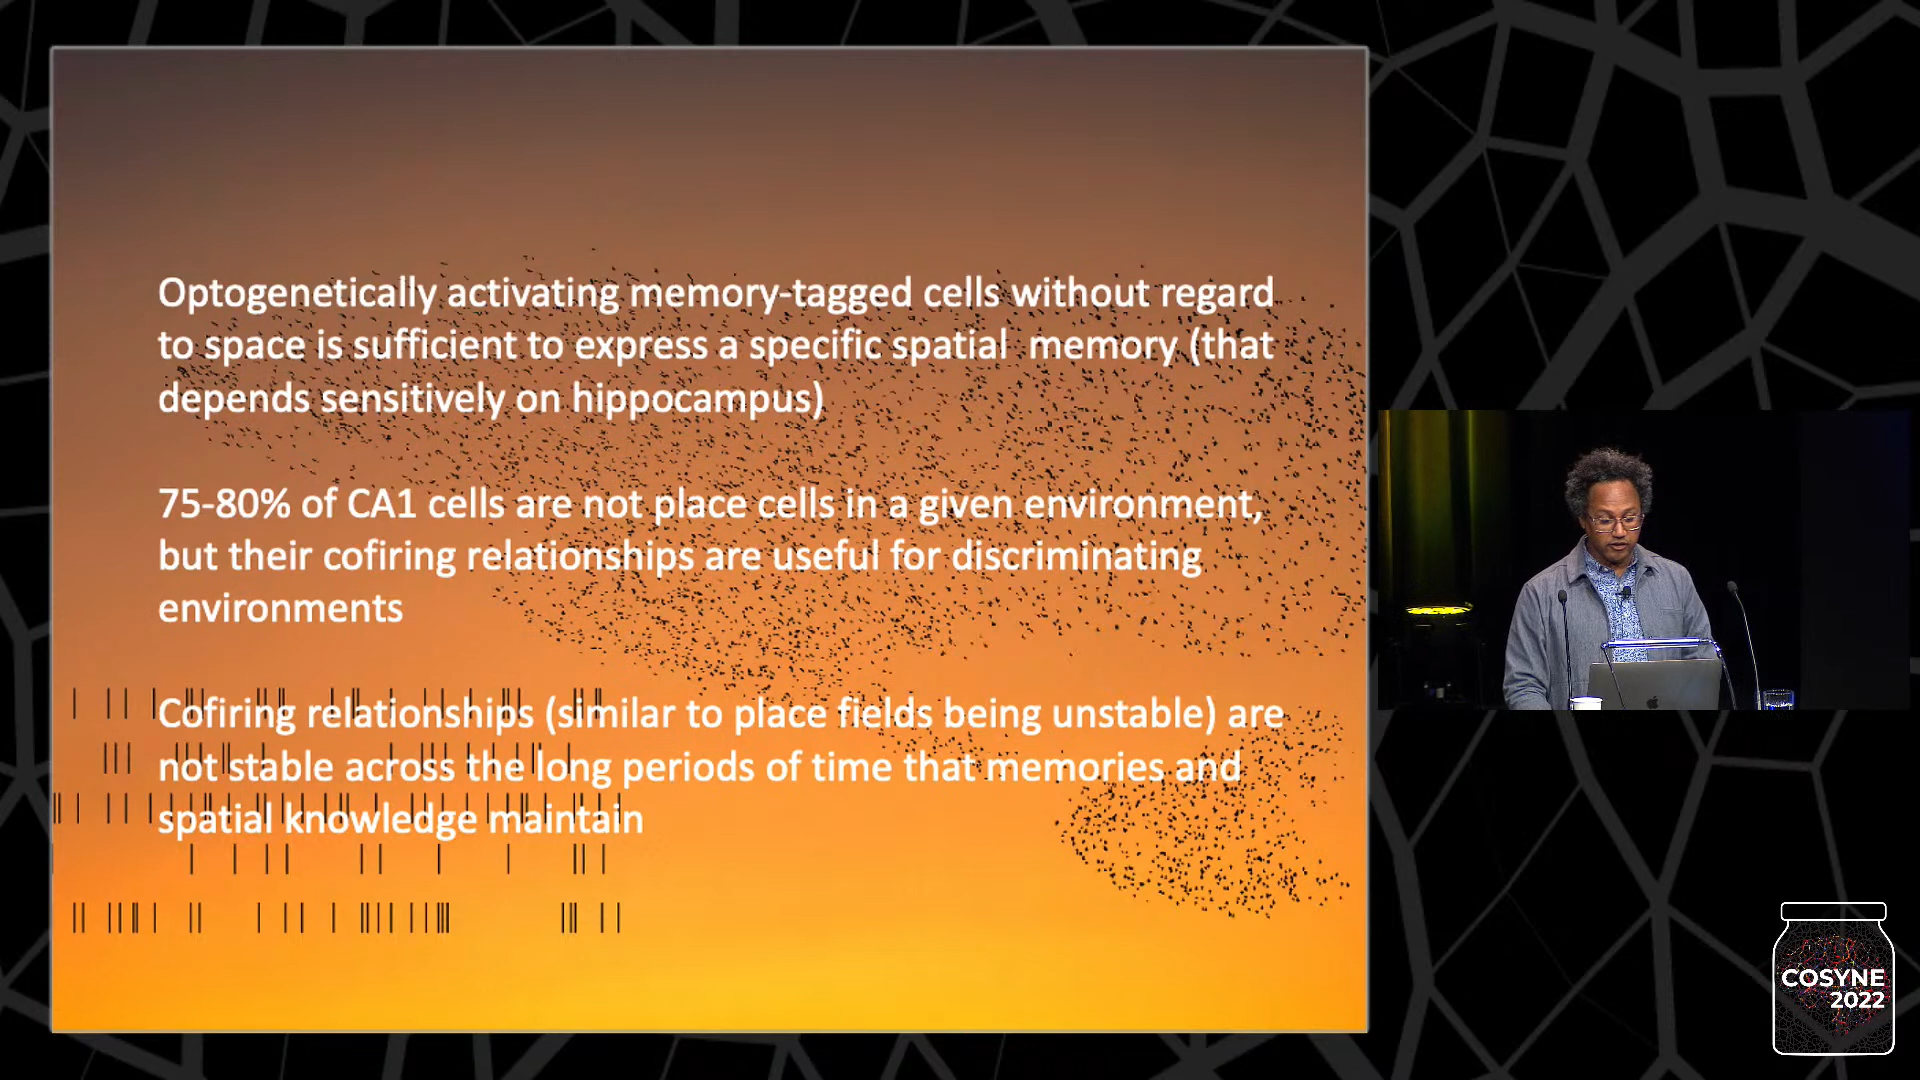 Optogenetically activating memory-tagged cells without regard
to space is sufficient to express a specific spatial memory (that
depends sensitively on hippocampus)
75-80% of CA1 cells are not place cells in a given environment,
but their cofiring relationships are useful for discriminating
environments
Cofiring relationships (similar to place fields being unstable) are
not stable across the long periods of time that memories and
spatial knowledge maintain
COSYNE
2022